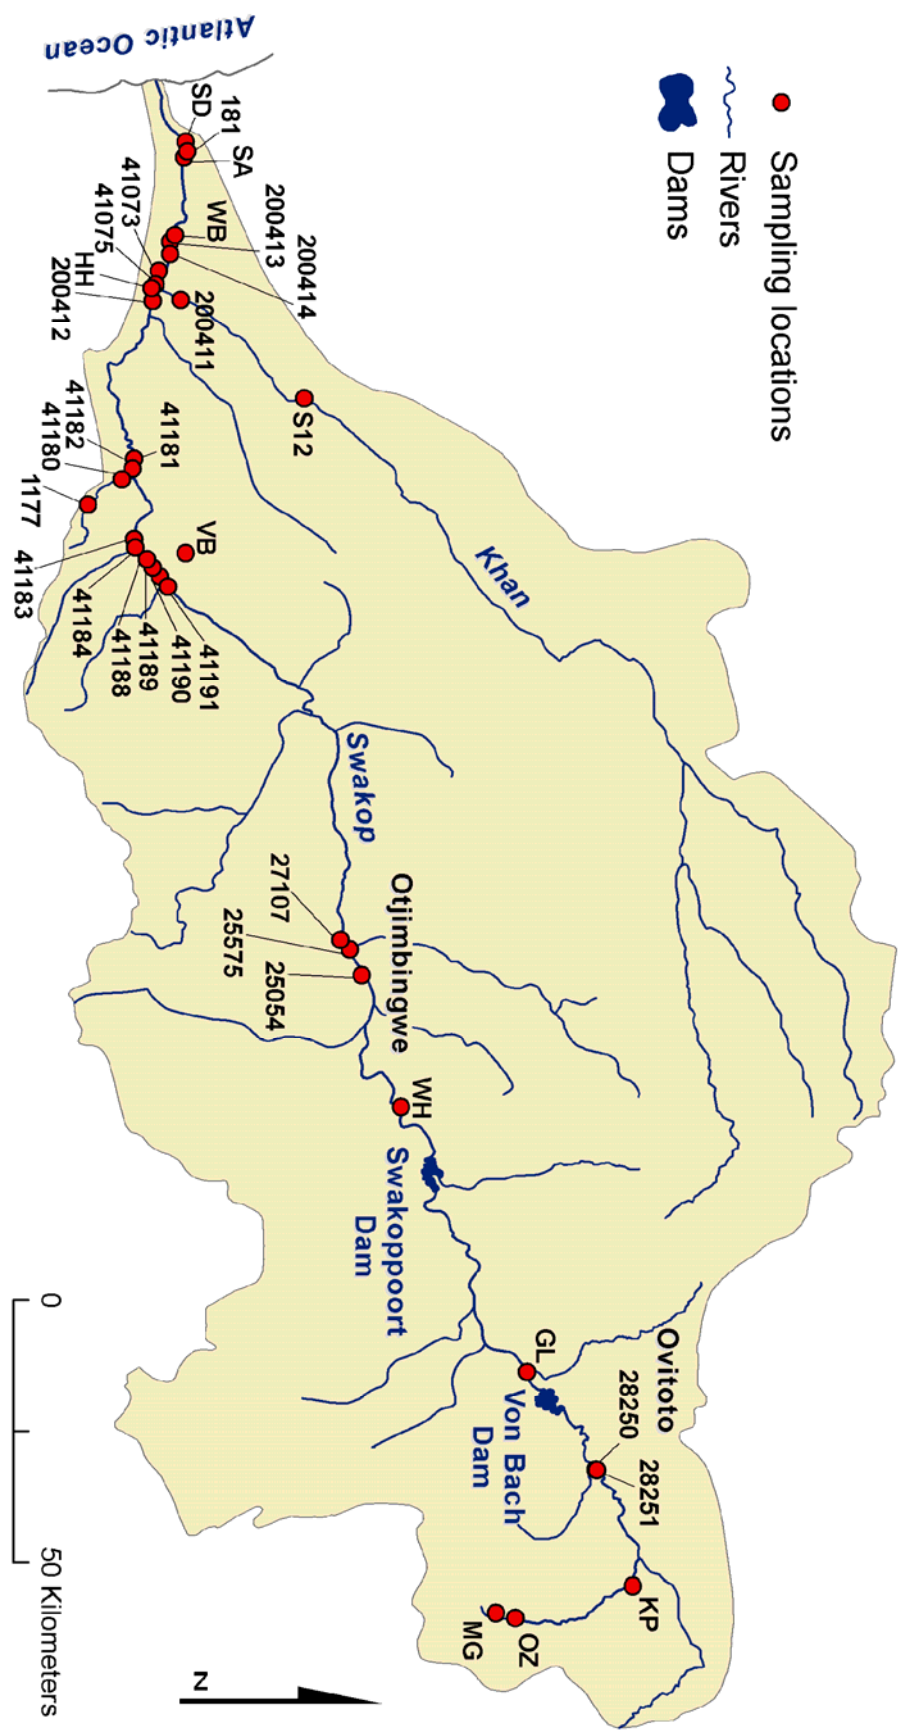 Sampling locations
Rivers
Dams
Atlantic Ocean
SD
181
SA
WB
200413
200414
41073
41075
HH
200412
200411
S12
Khan
41181
41182
41180
1177
VB
41183
41184
41188
41189
41190
41191
Swakop
27107
25575
25054
Otjimbingwe
WH
Swakoppoort
Dam
GL
Von Bach
Dam
Ovitoto
28250
28251
KP
OZ
MG
0
50 Kilometers
N